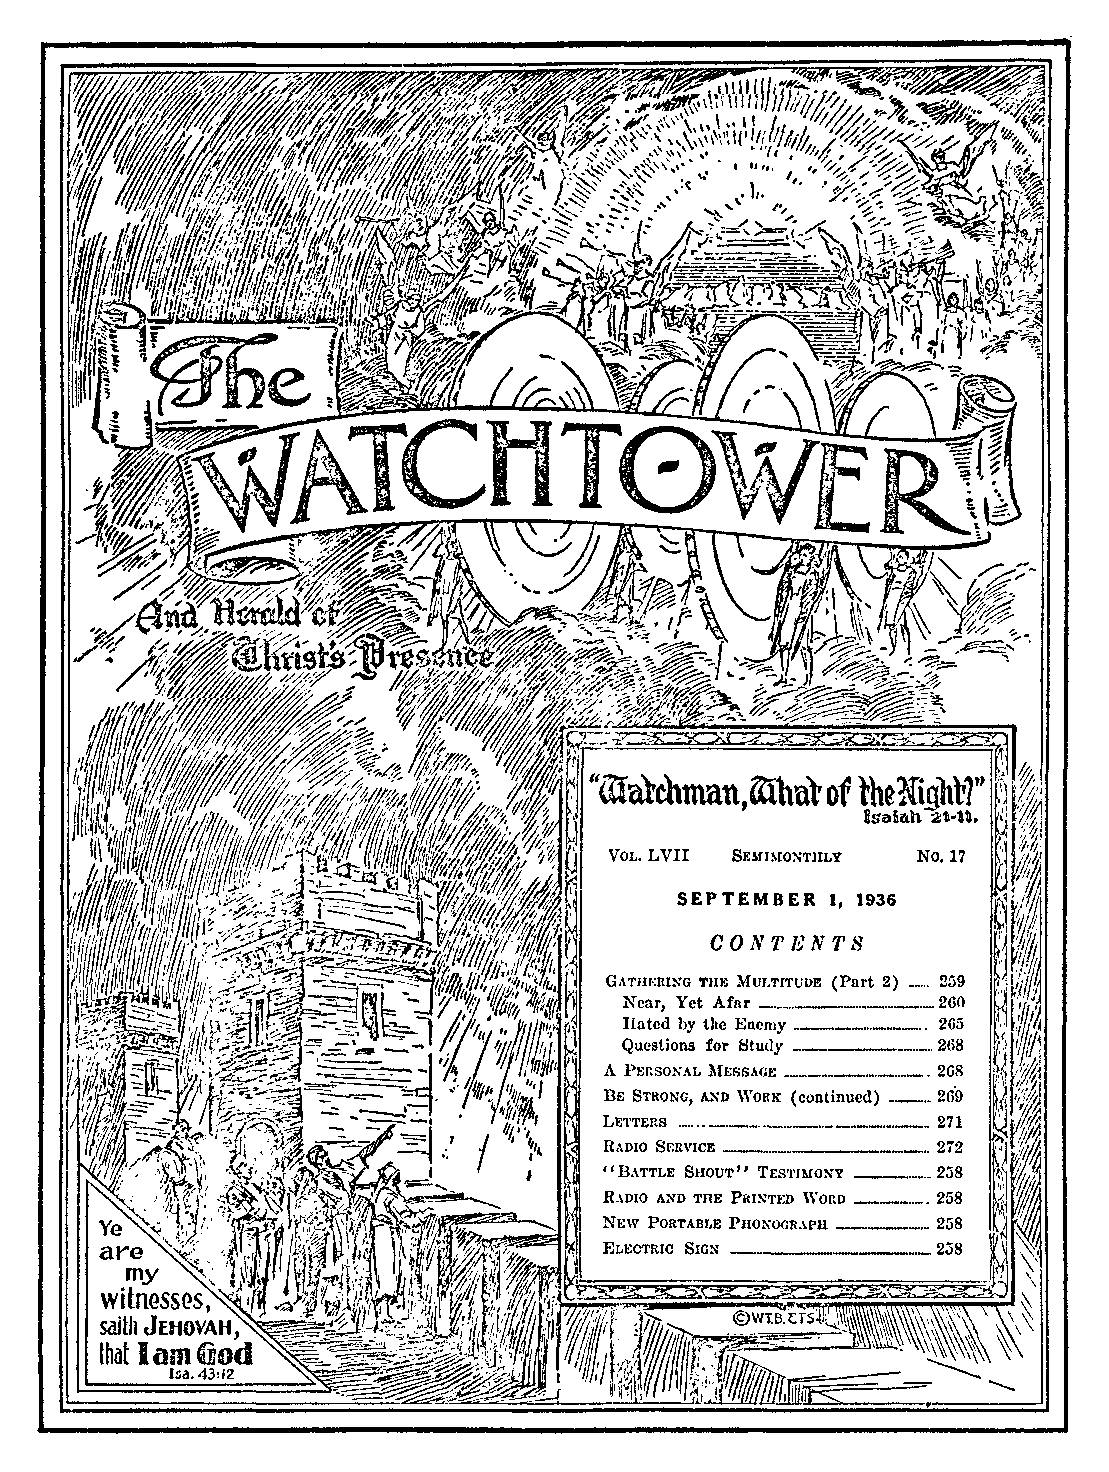 The
WATCHTOWER
And Herald of
Christ's Presence
"Watchman, What of the Night?"
Isaiah 21-11.
VOL. LVII SEMIMONTHLY No. 17
SEPTEMBER 1, 1936
CONTENTS
GATHERING THE MULTITUDE (Part 2) 259
Near, Yet Afar 260
Hated by the Enemy 265
Questions for Study 268
A PERSONAL MESSAGE 268
BE STRONG, AND WORK (continued) 269
LETTERS 271
RADIO SERVICE 272
"BATTLE SHOUT" TESTIMONY 258
RADIO AND THE PRINTED WORD 258
NEW PORTABLE PHONOGRAPH 258
ELECTRIC SIGN 258
Ye
are
my
witnesses,
saith JEHOVAH,
that I am God
Isa. 43:12
©W.T.B.&T.S.